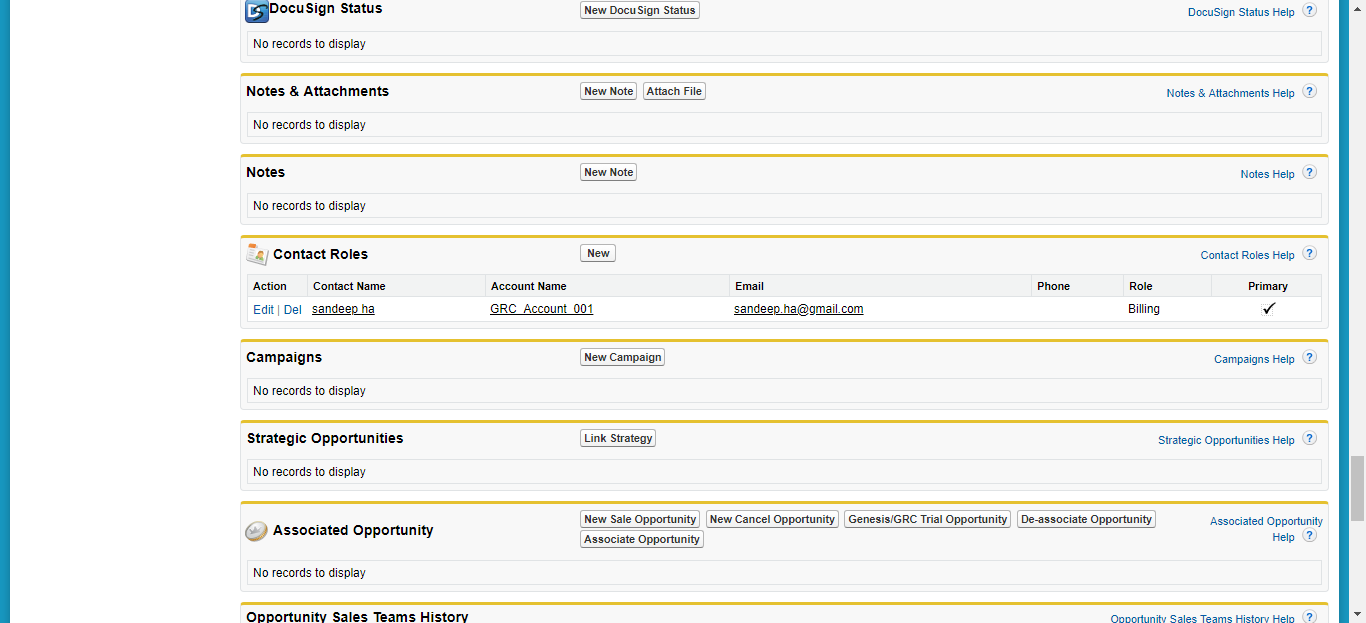 DocuSign Status New DocuSign Status DocuSign Status Help ?
No records to display
Notes & Attachments New Note Attach File Notes & Attachments Help ?
No records to display
Notes New Note Notes Help ?
No records to display
Contact Roles New Contact Roles Help ?
Action Contact Name Account Name Email Phone Role Primary
Edit | Del sandeep ha GRC_Account_001 sandeep.ha@gmail.com Billing ✓
Campaigns New Campaign Campaigns Help ?
No records to display
Strategic Opportunities Link Strategy Strategic Opportunities Help ?
No records to display
Associated Opportunity New Sale Opportunity New Cancel Opportunity Genesis/GRC Trial Opportunity De-associate Opportunity Associated Opportunity
Associate Opportunity Help ?
No records to display
Opportunity Sales Teams History Opportunity Sales Teams History Help ?